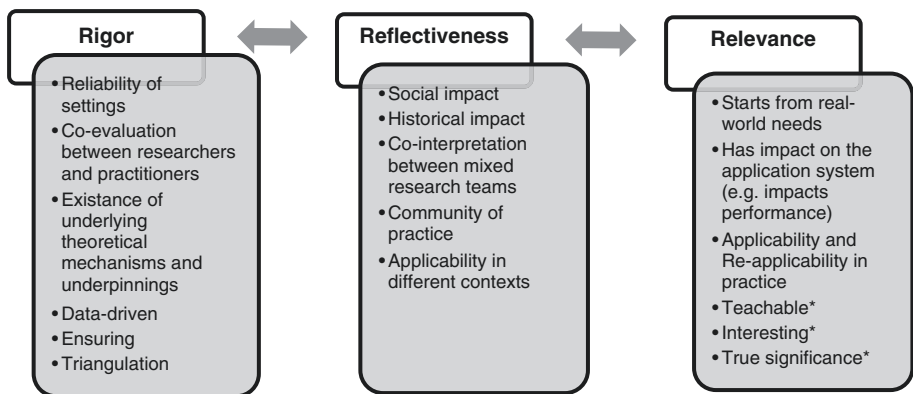 Rigor
• Reliability of
settings
• Co-evaluation
between researchers
and practitioners
• Existance of
underlying
theoretical
mechanisms and
underpinnings
• Data-driven
• Ensuring
• Triangulation
Reflectiveness
• Social impact
• Historical impact
• Co-interpretation
between mixed
research teams
• Community of
practice
• Applicability in
different contexts
Relevance
• Starts from real-
world needs
• Has impact on the
application system
(e.g. impacts
performance)
• Applicability and
Re-applicability in
practice
• Teachable*
• Interesting*
• True significance*